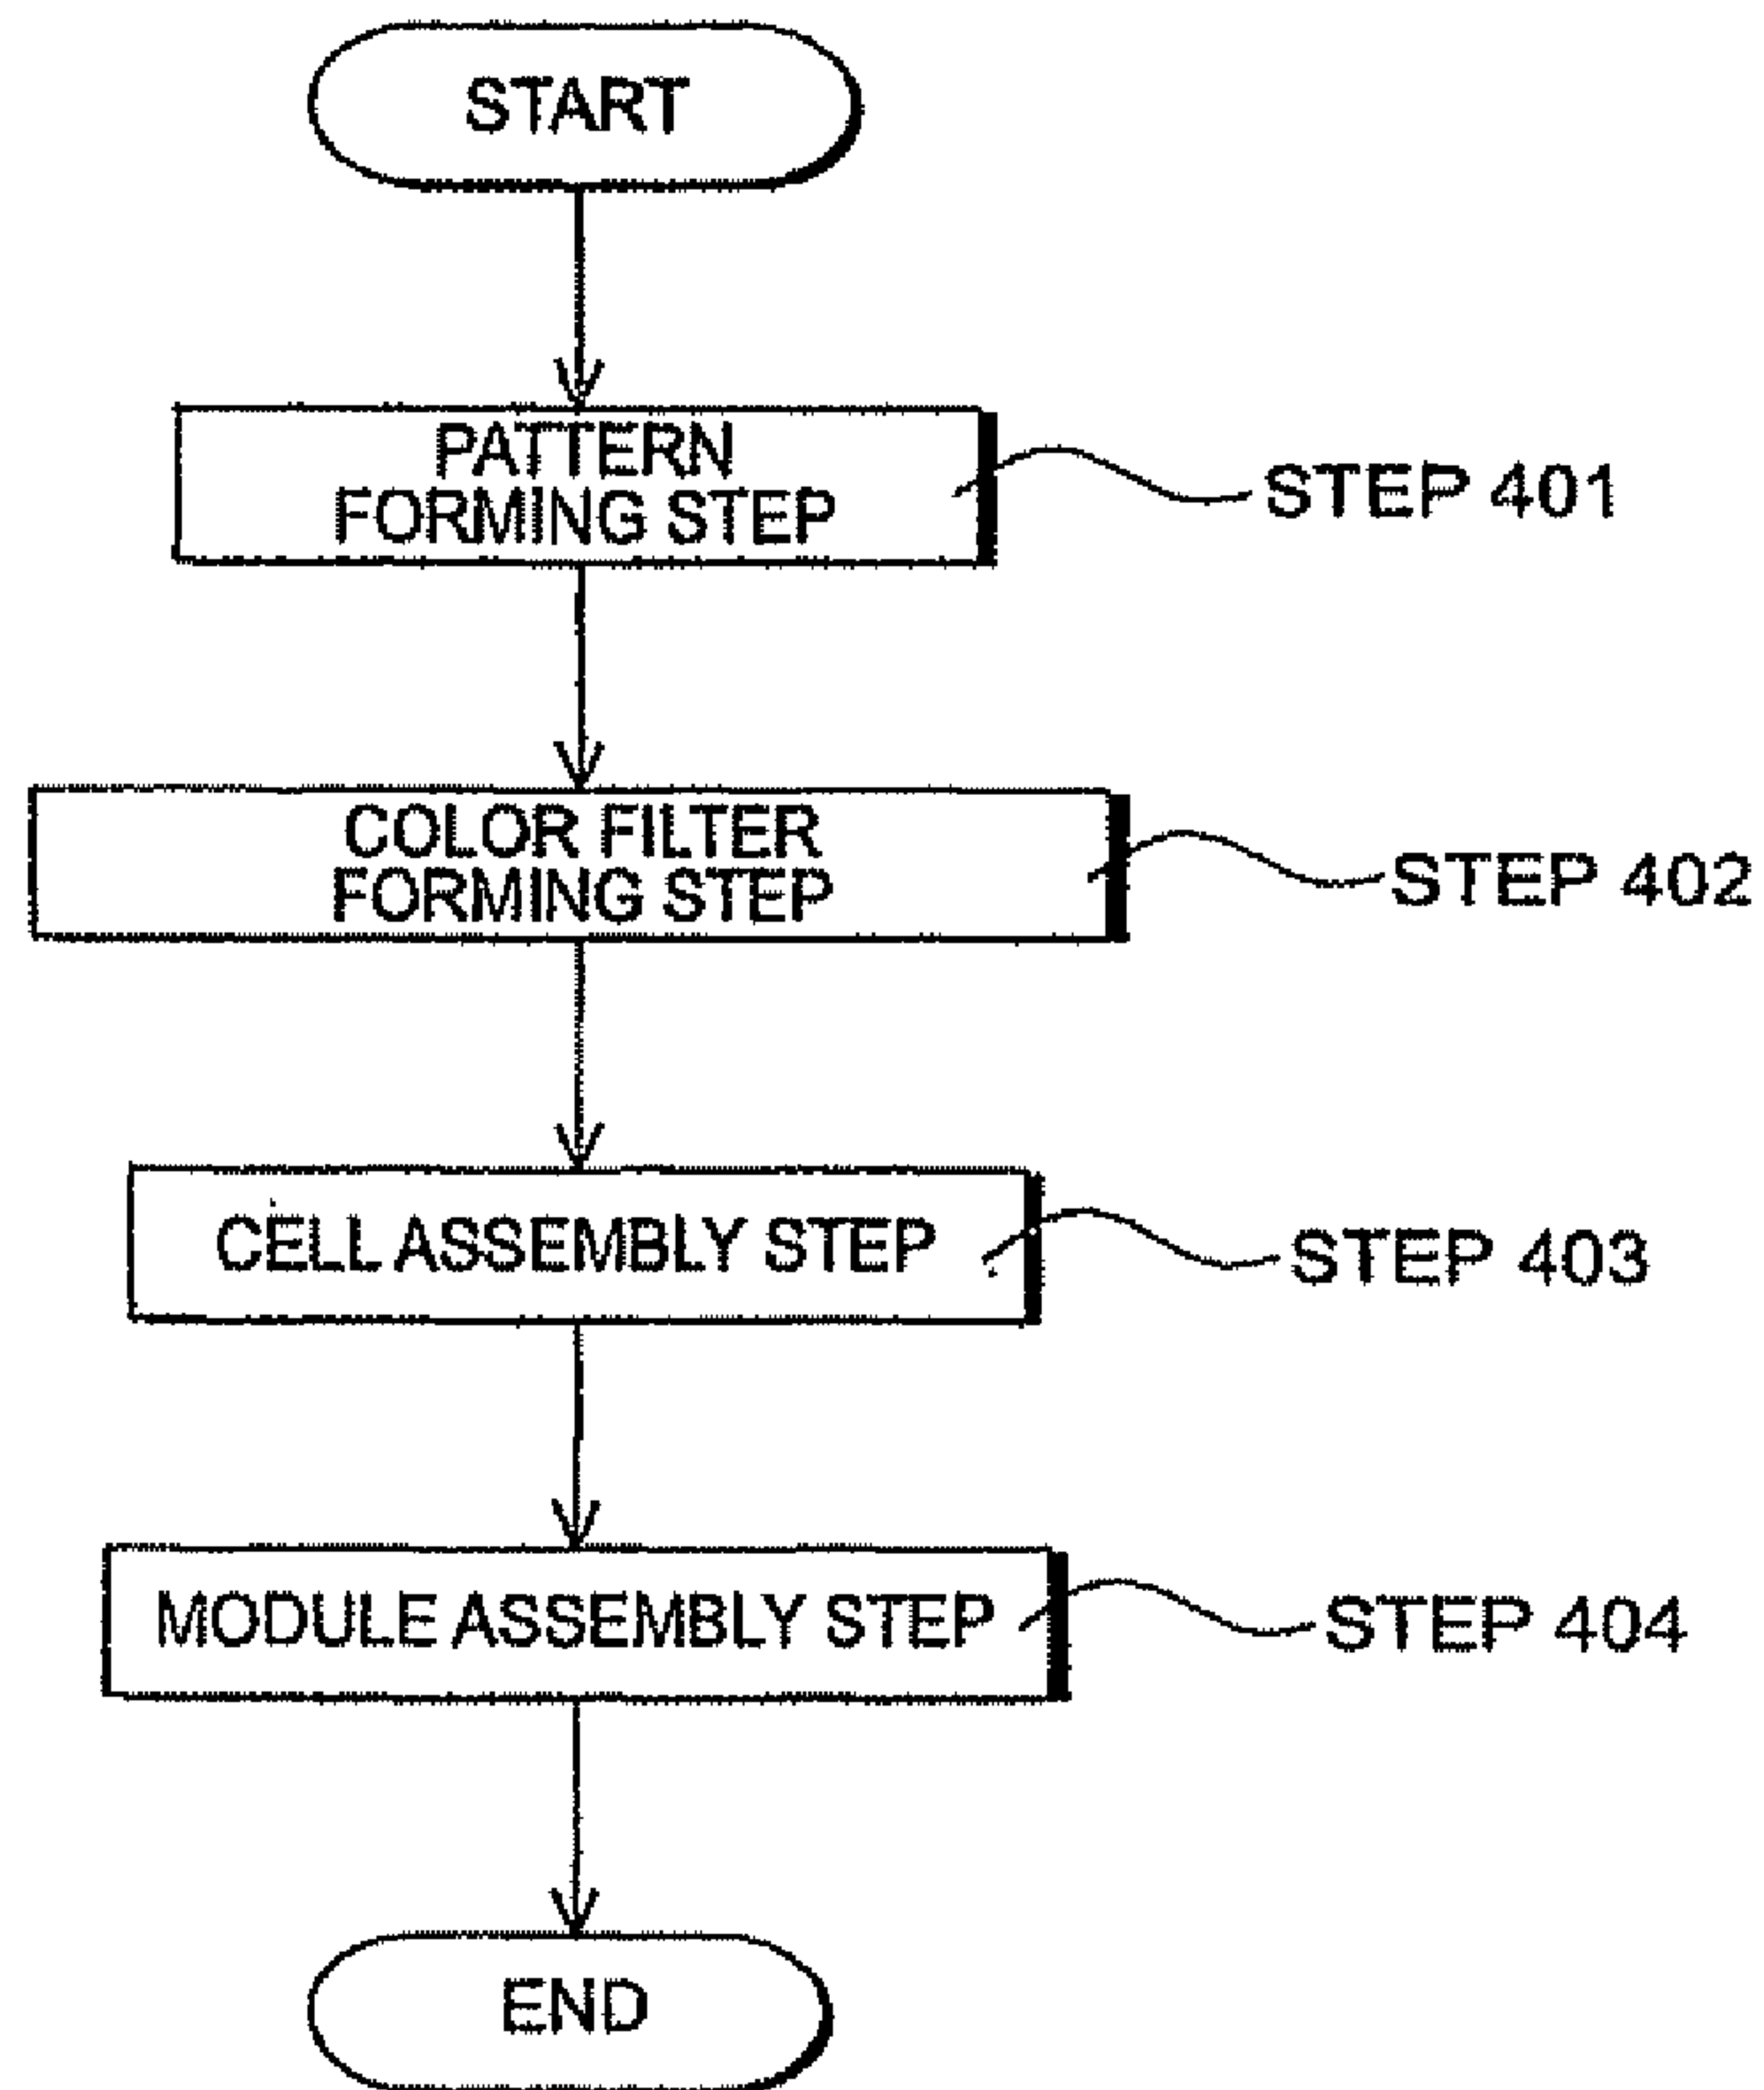 START
PATTERN
FORMING STEP
STEP 401
COLOR FILTER
FORMING STEP
STEP 402
CELL ASSEMBLY STEP
STEP 403
MODULE ASSEMBLY STEP
STEP 404
END